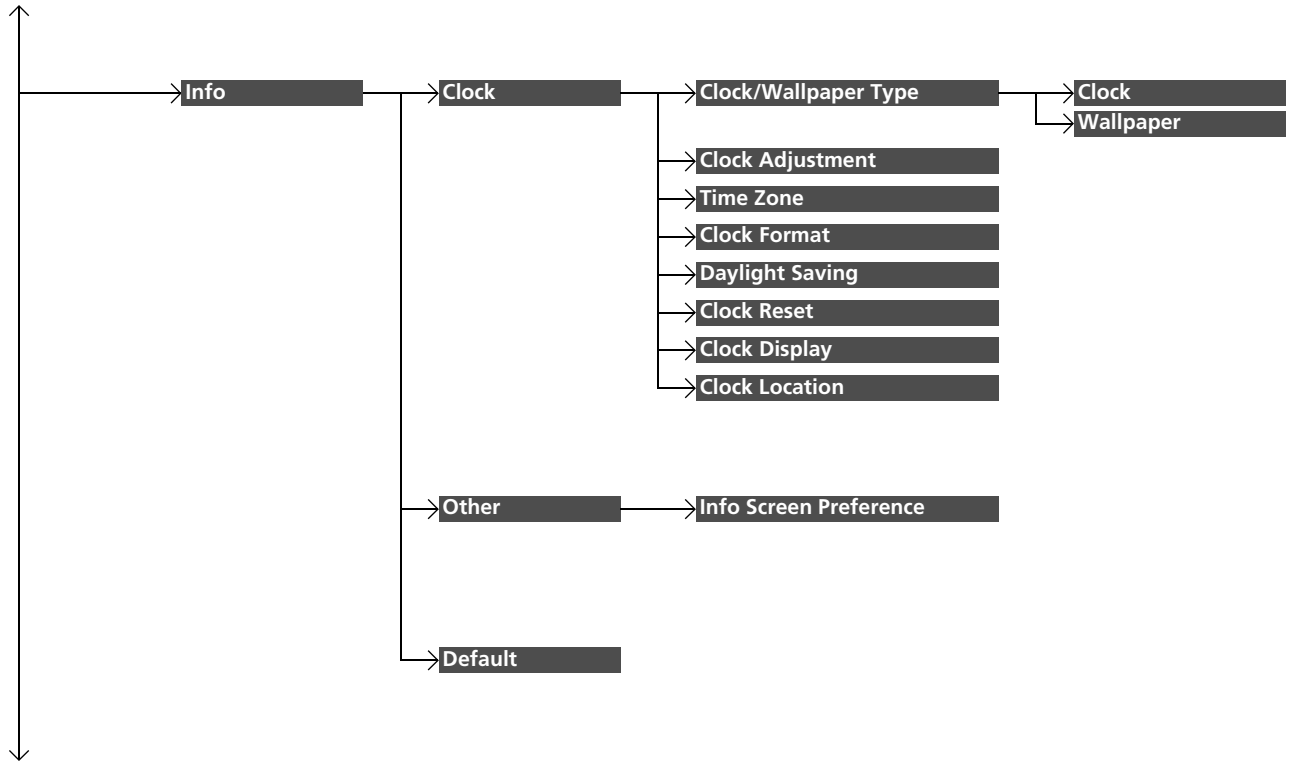 Info
Clock
Clock/Wallpaper Type
Clock
Wallpaper
Clock Adjustment
Time Zone
Clock Format
Daylight Saving
Clock Reset
Clock Display
Clock Location
Other
Info Screen Preference
Default